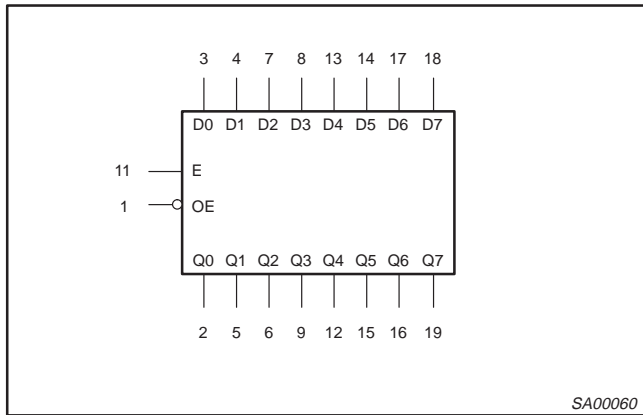 3 4 7 8 13 14 17 18
D0 D1 D2 D3 D4 D5 D6 D7
11 E
1 OE
Q0 Q1 Q2 Q3 Q4 Q5 Q6 Q7
2 5 6 9 12 15 16 19
SA00060